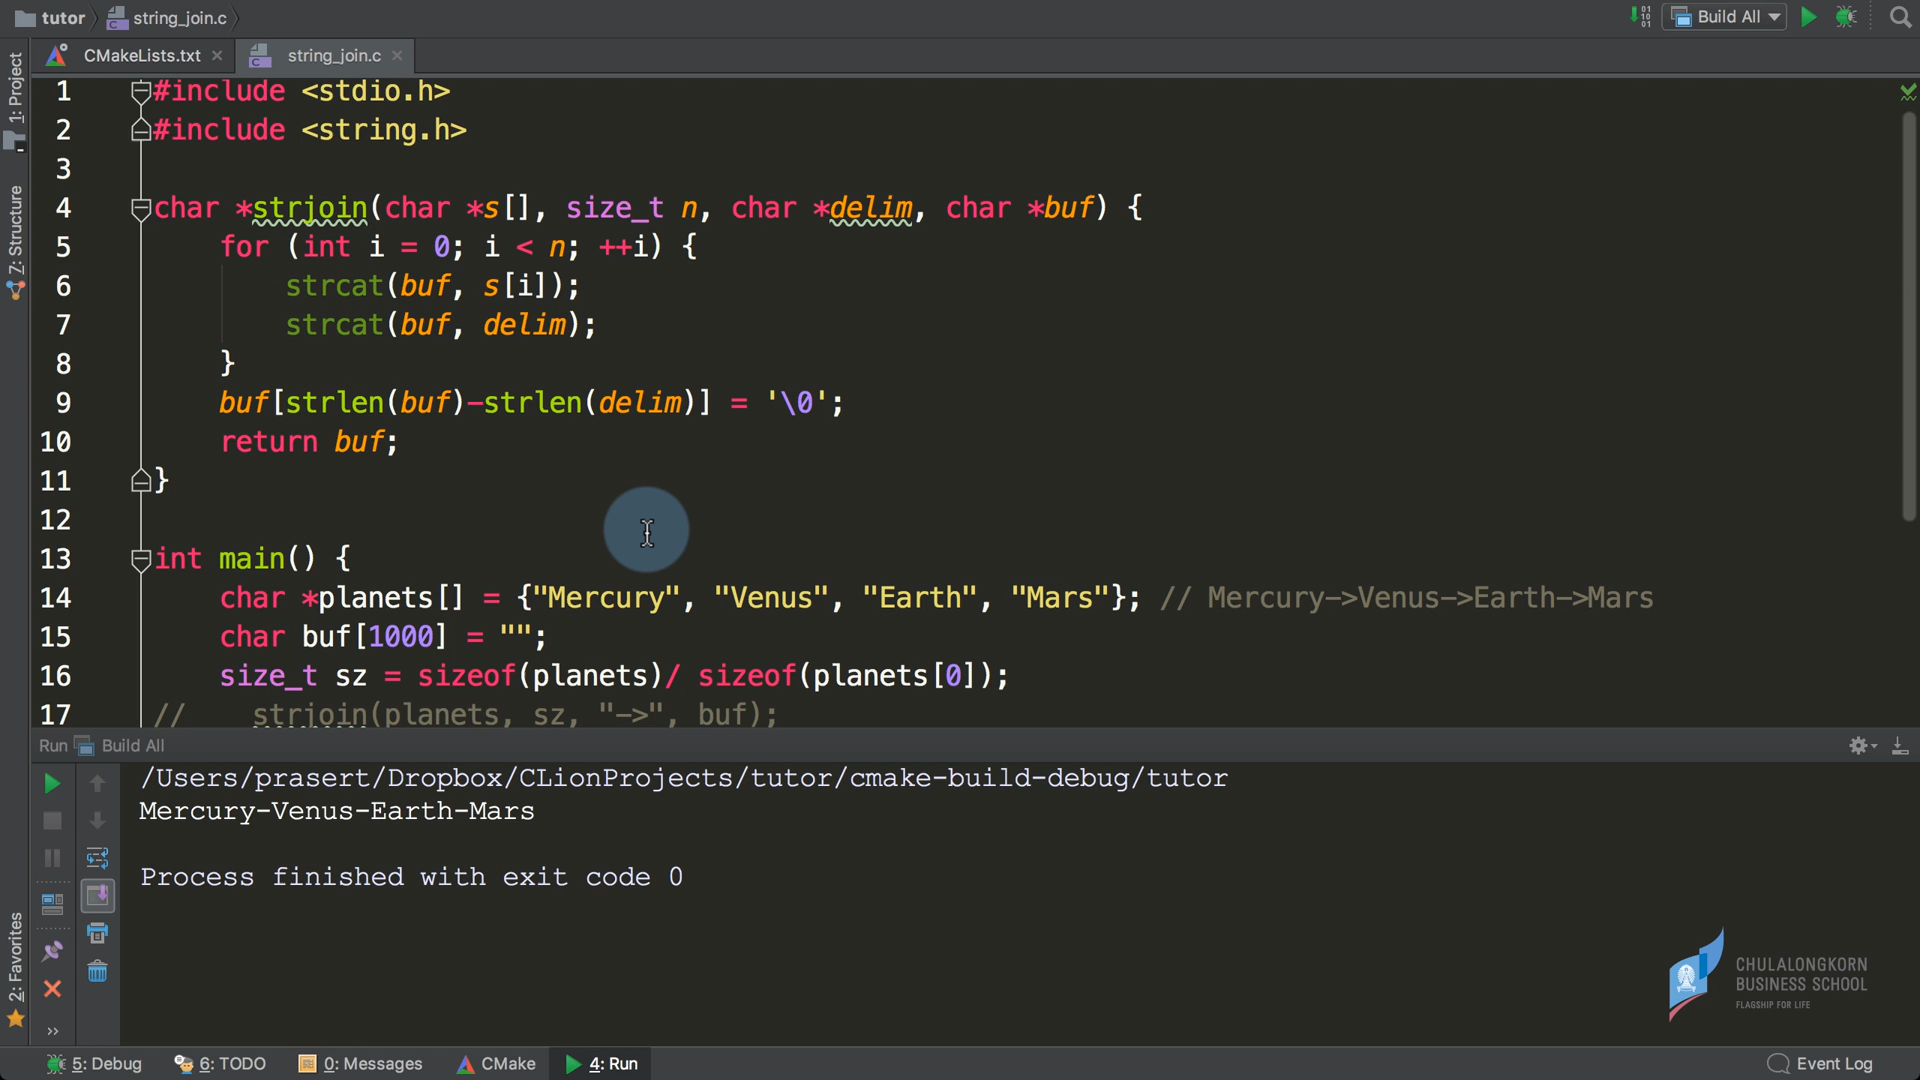 tutor string_join.c Build All
CMakeLists.txt string_join.c
1: Project
7: Structure
2: Favorites
1 #include <stdio.h>
2 #include <string.h>
3
4 char *strjoin(char *s[], size_t n, char *delim, char *buf) {
5 for (int i = 0; i < n; ++i) {
6 strcat(buf, s[i]);
7 strcat(buf, delim);
8 }
9 buf[strlen(buf)-strlen(delim)] = '\0';
10 return buf;
11 }
12
13 int main() {
14 char *planets[] = {"Mercury", "Venus", "Earth", "Mars"}; // Mercury->Venus->Earth->Mars
15 char buf[1000] = "";
16 size_t sz = sizeof(planets)/ sizeof(planets[0]);
17 // strjoin(planets, sz, "->", buf);
Run Build All
/Users/prasert/Dropbox/CLionProjects/tutor/cmake-build-debug/tutor
Mercury-Venus-Earth-Mars
Process finished with exit code 0
CHULALONGKORN
BUSINESS SCHOOL
FLAGSHIP FOR LIFE
5: Debug 6: TODO 0: Messages CMake 4: Run Event Log